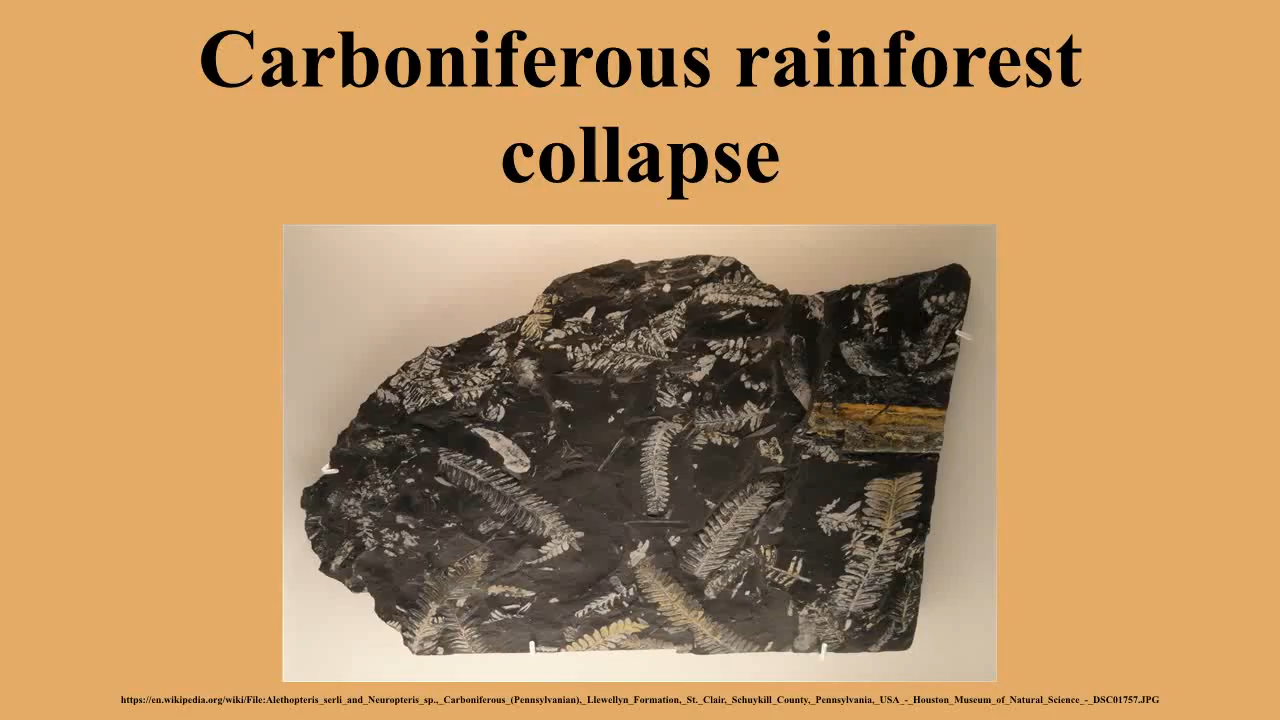 Carboniferous rainforest
collapse
https://en.wikipedia.org/wiki/File:Alethopteris_serli_and_Neuropteris_sp.,_Carboniferous_(Pennsylvanian),_Llewellyn_Formation,_St._Clair,_Schuykill_County,_Pennsylvania,_USA_-_Houston_Museum_of_Natural_Science_-_DSC01757.JPG